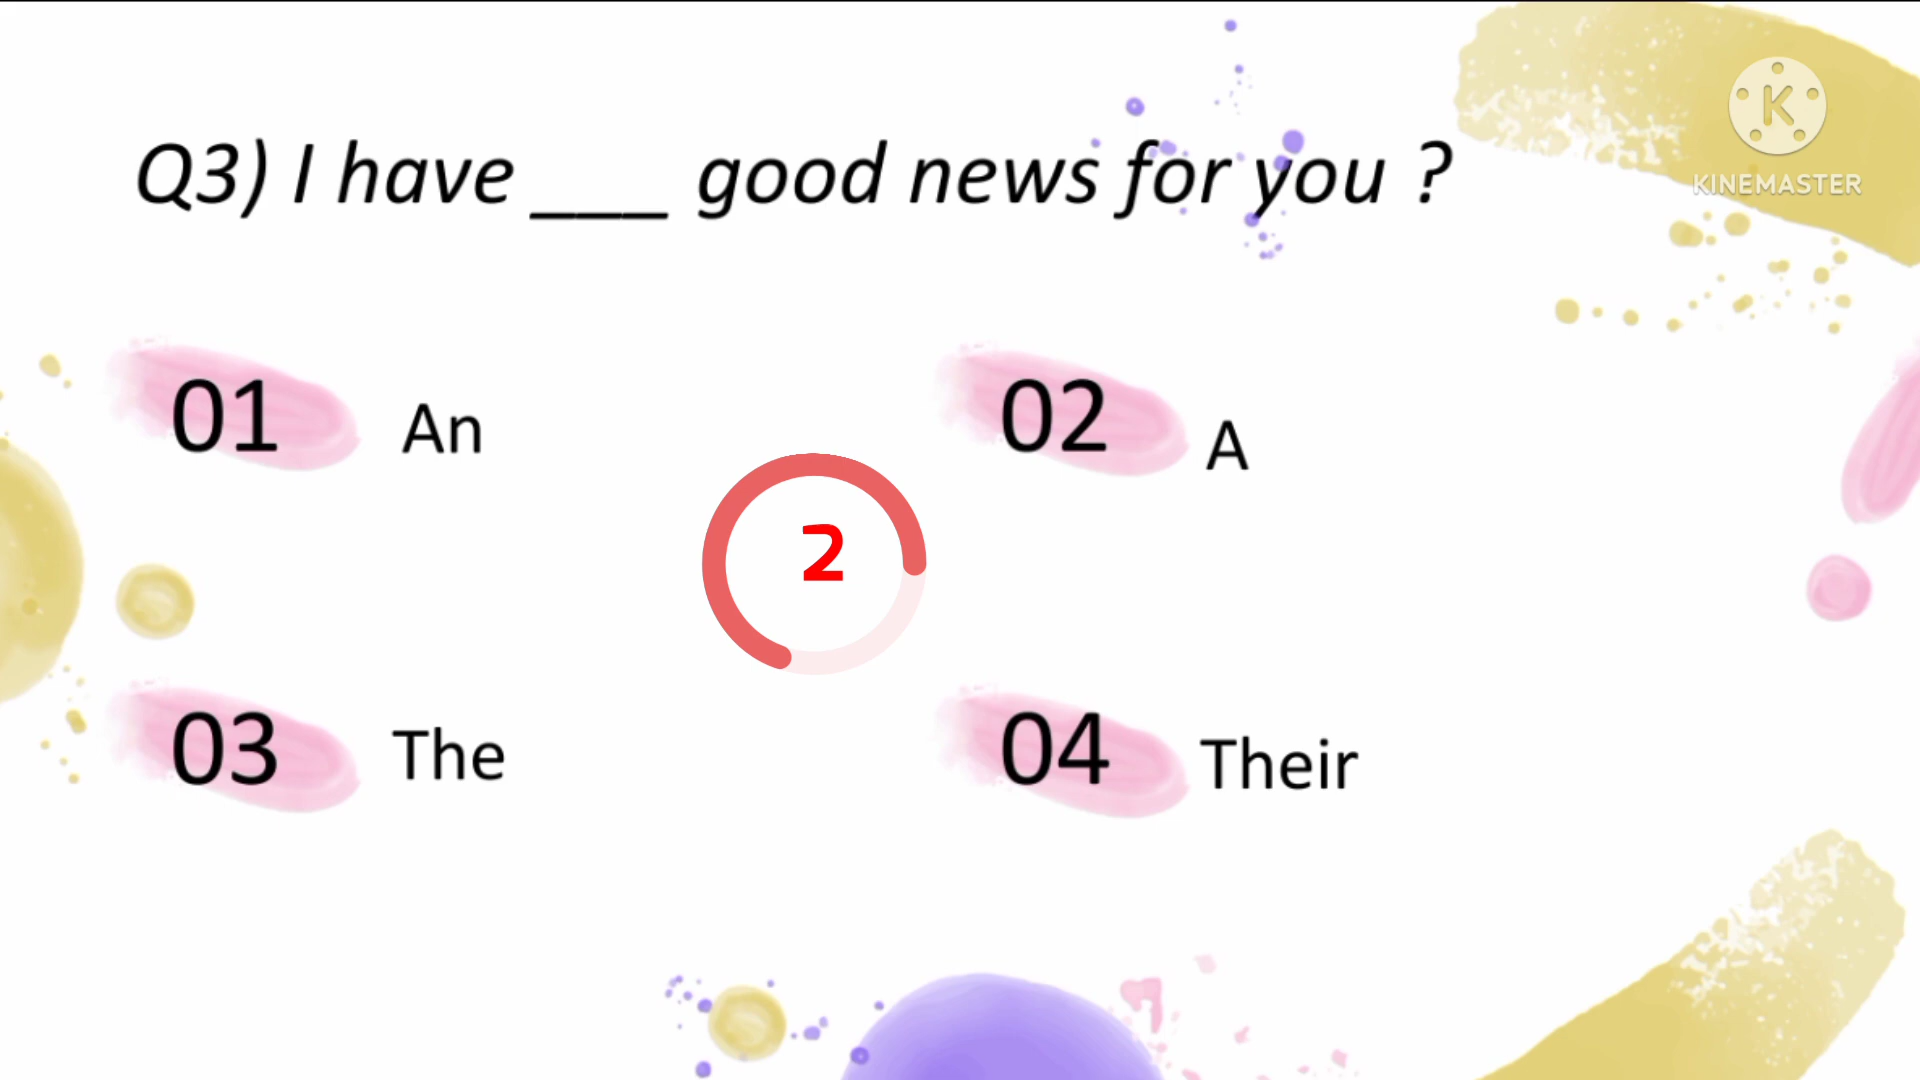 Q3) I have ___ good news for you ?
KINEMASTER
01 An
02 A
2
03 The
04 Their